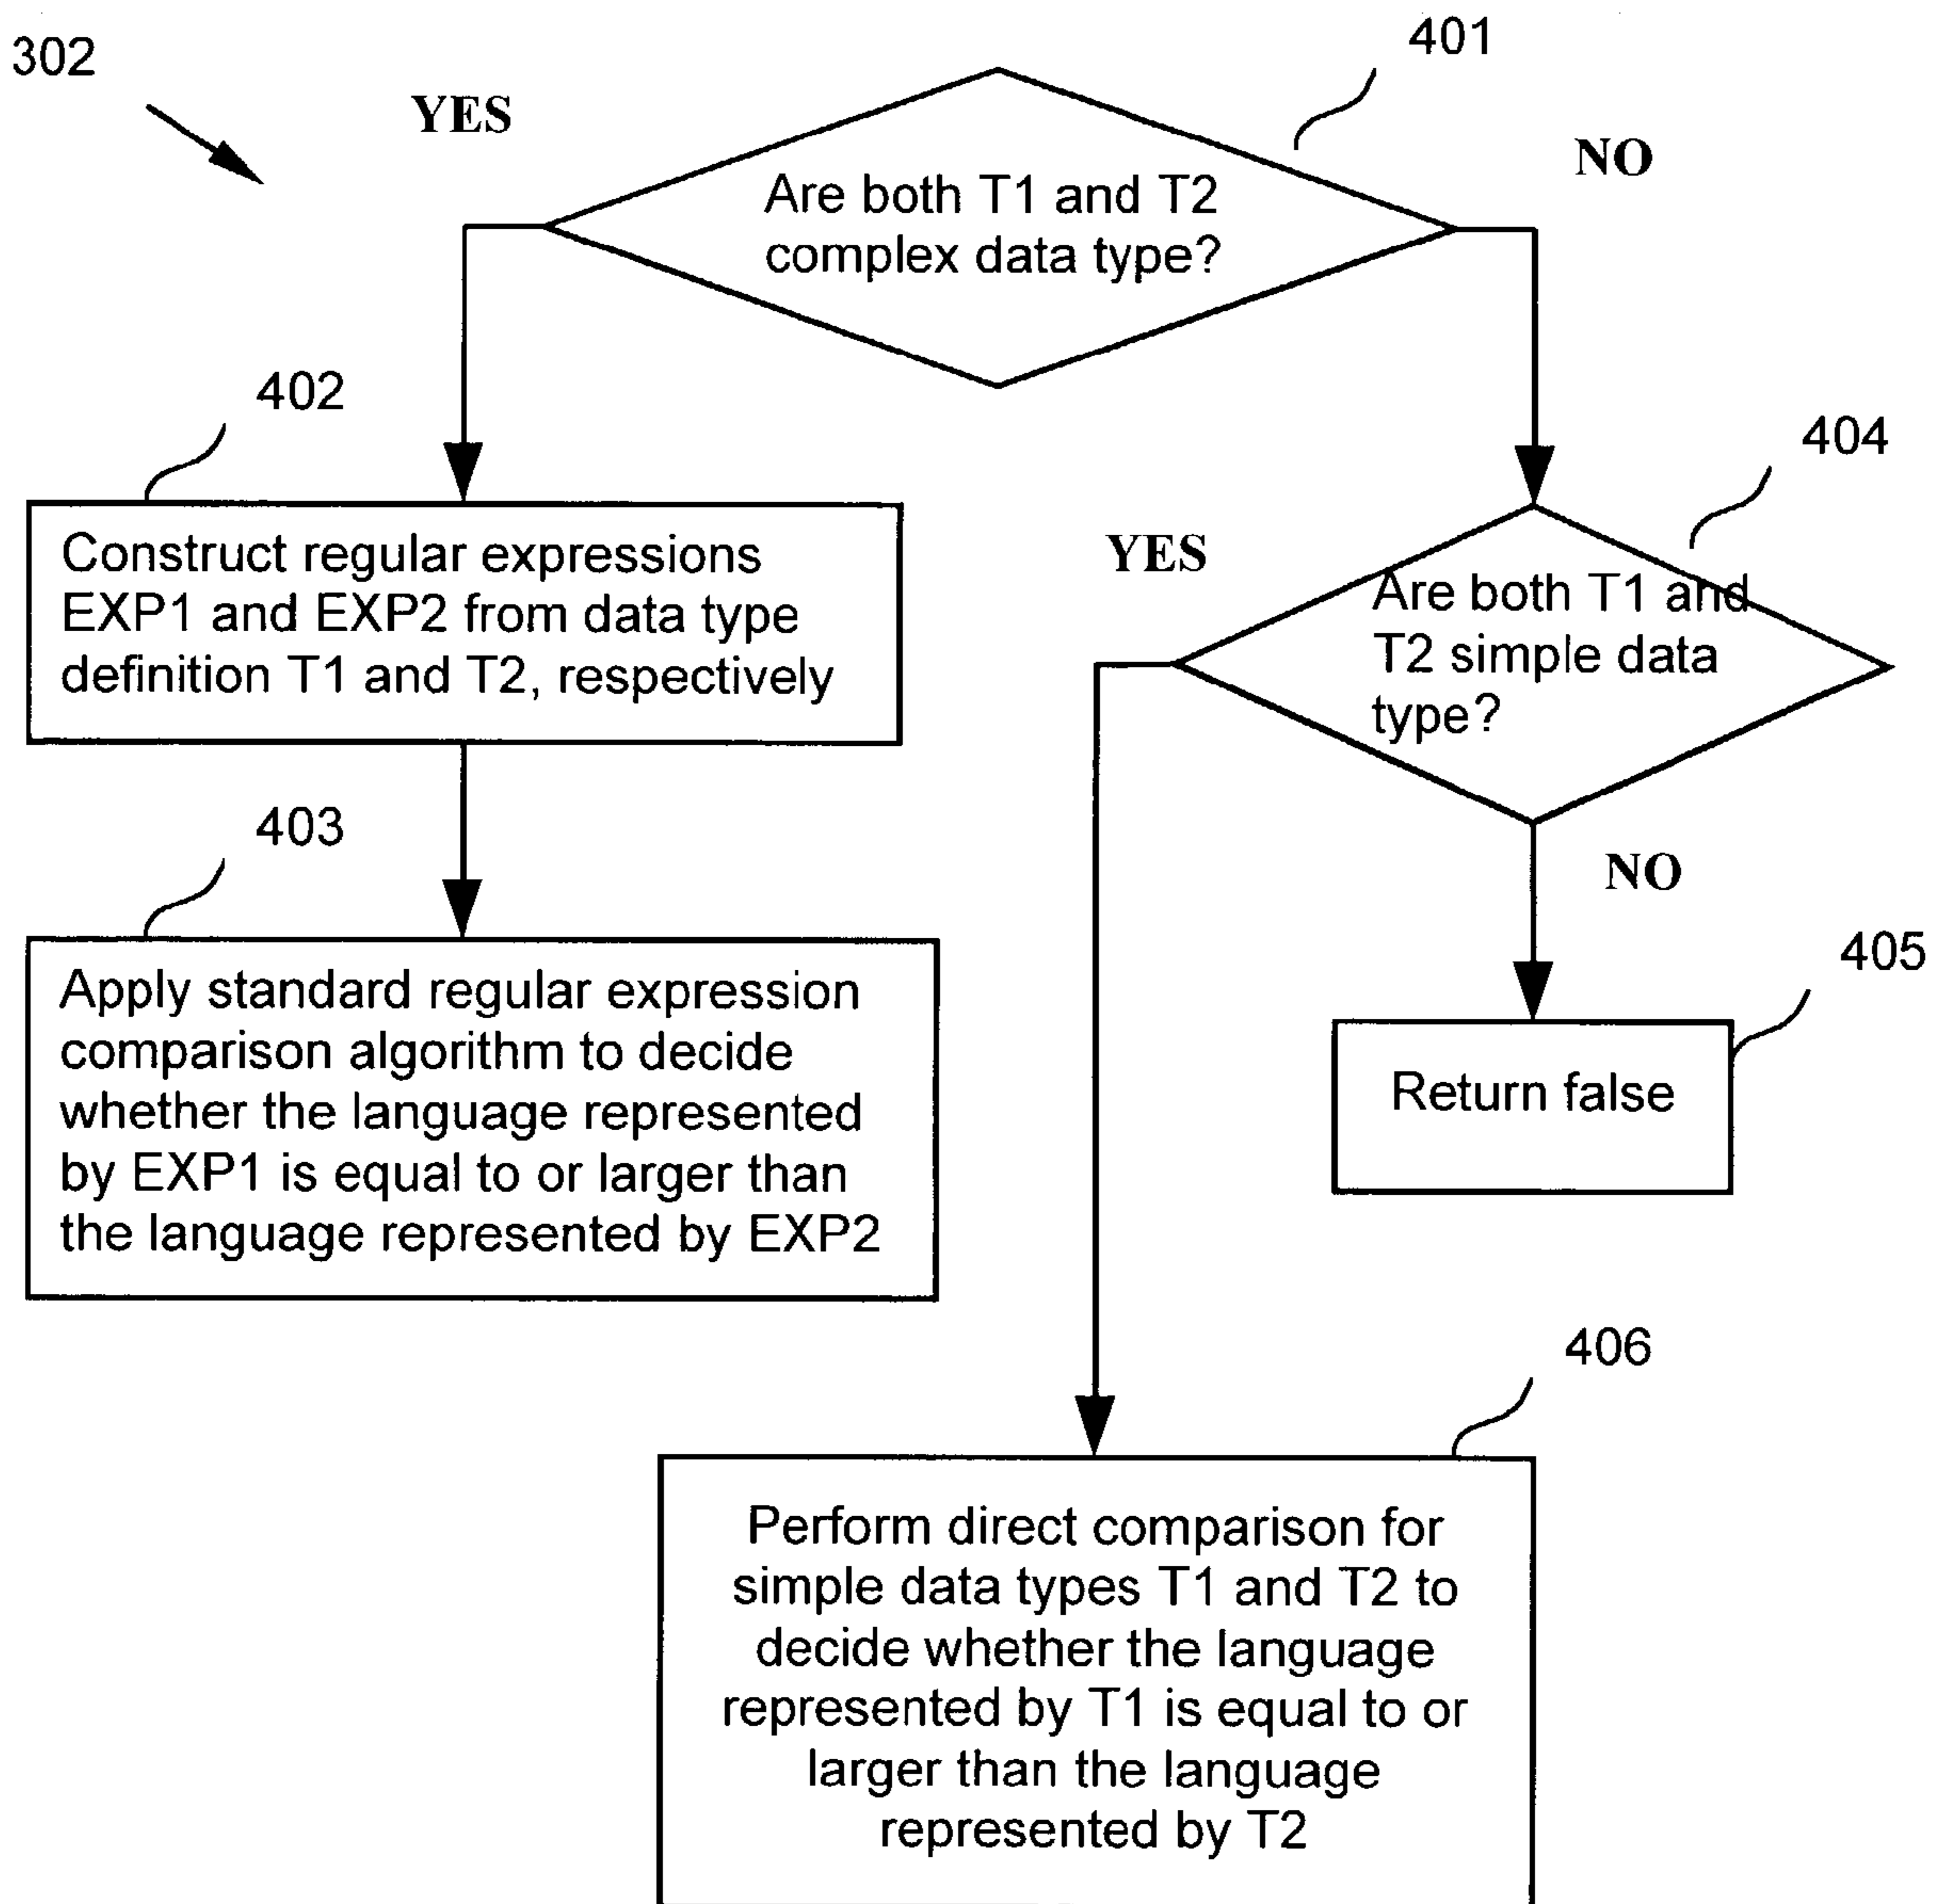 302
401
YES
NO
Are both T1 and T2
complex data type?
402
404
Construct regular expressions
EXP1 and EXP2 from data type
definition T1 and T2, respectively
YES
Are both T1 and
T2 simple data
type?
403
NO
405
Apply standard regular expression
comparison algorithm to decide
whether the language represented
by EXP1 is equal to or larger than
the language represented by EXP2
Return false
406
Perform direct comparison for
simple data types T1 and T2 to
decide whether the language
represented by T1 is equal to or
larger than the language
represented by T2